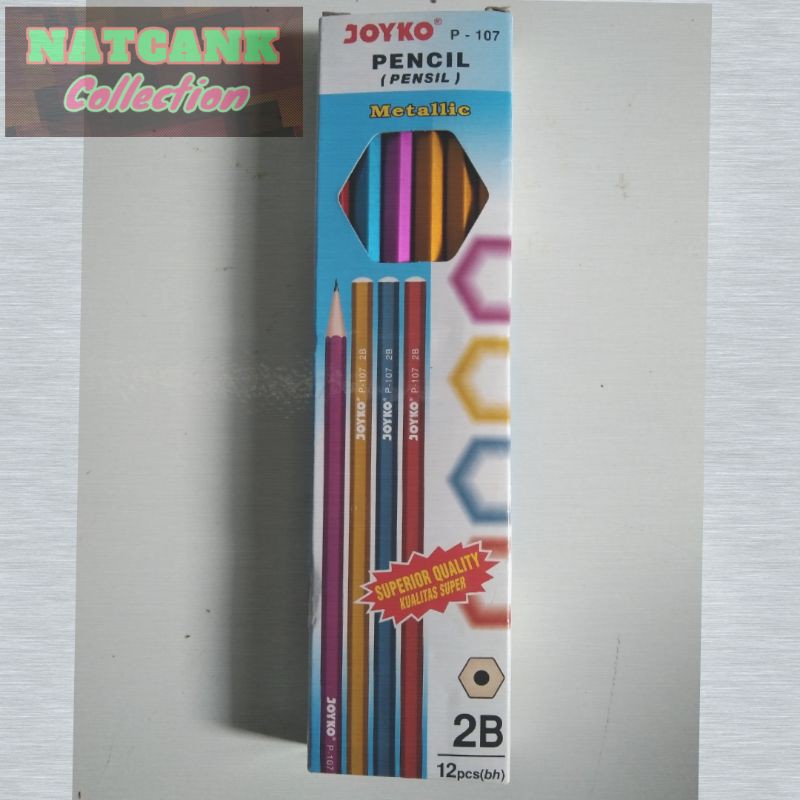 NATCANK
Collection
JOYKO® P - 107
PENCIL
( PENSIL )
Metallic
JOYKO® P-107 2B
JOYKO® P-107 2B
JOYKO® P-107 2B
JOYKO® P-107
SUPERIOR QUALITY
KUALITAS SUPER
2B
12pcs(bh)